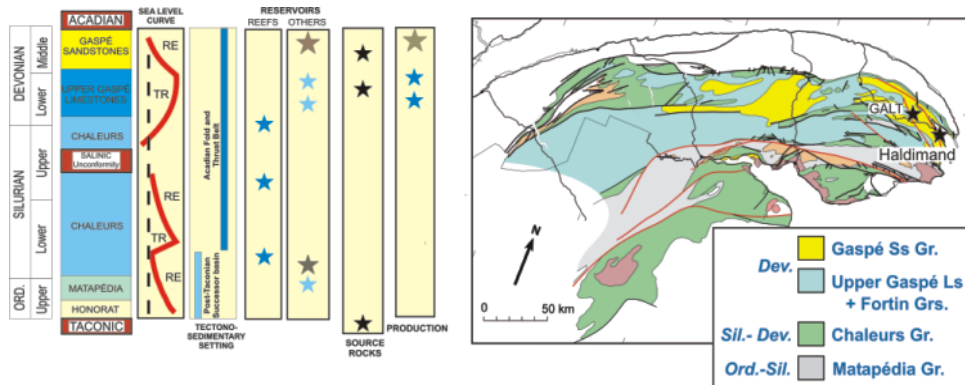 ACADIAN
SEA LEVEL
CURVE
RESERVOIRS
REEFS
OTHERS
DEVONIAN
Middle
GASPÉ
SANDSTONES
RE
Lower
UPPER GASPÉ
LIMESTONES
TR
SILURIAN
Upper
CHALEURS
SALINIC
Unconformity
Acadian Fold and
Thrust Belt
RE
Lower
CHALEURS
TR
RE
ORD.
Upper
MATAPÉDIA
HONORAT
Post-Taconian
Successor basin
TACONIC
TECTONO-
SEDIMENTARY
SETTING
SOURCE
ROCKS
PRODUCTION
GALT
Haldimand
N
0
50 km
Dev.
Gaspé Ss Gr.
Upper Gaspé Ls
+ Fortin Grs.
Sil.- Dev.
Chaleurs Gr.
Ord.-Sil.
Matapédia Gr.